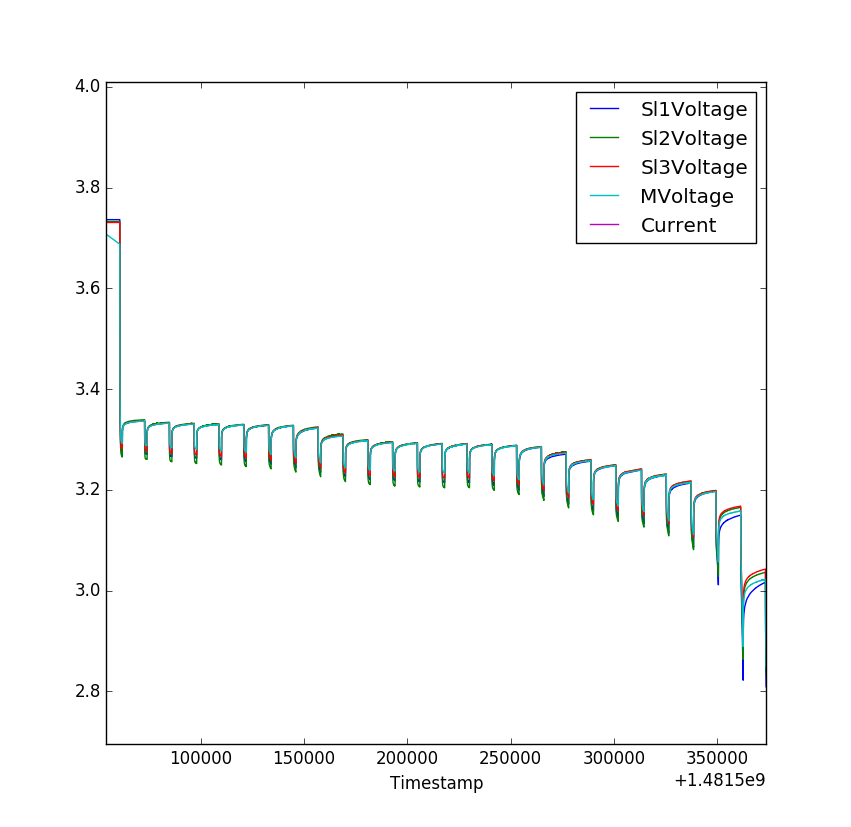 4.0
3.8
3.6
3.4
3.2
3.0
2.8
Sl1Voltage
Sl2Voltage
Sl3Voltage
MVoltage
Current
100000 150000 200000 250000 300000 350000
+1.4815e9
Timestamp